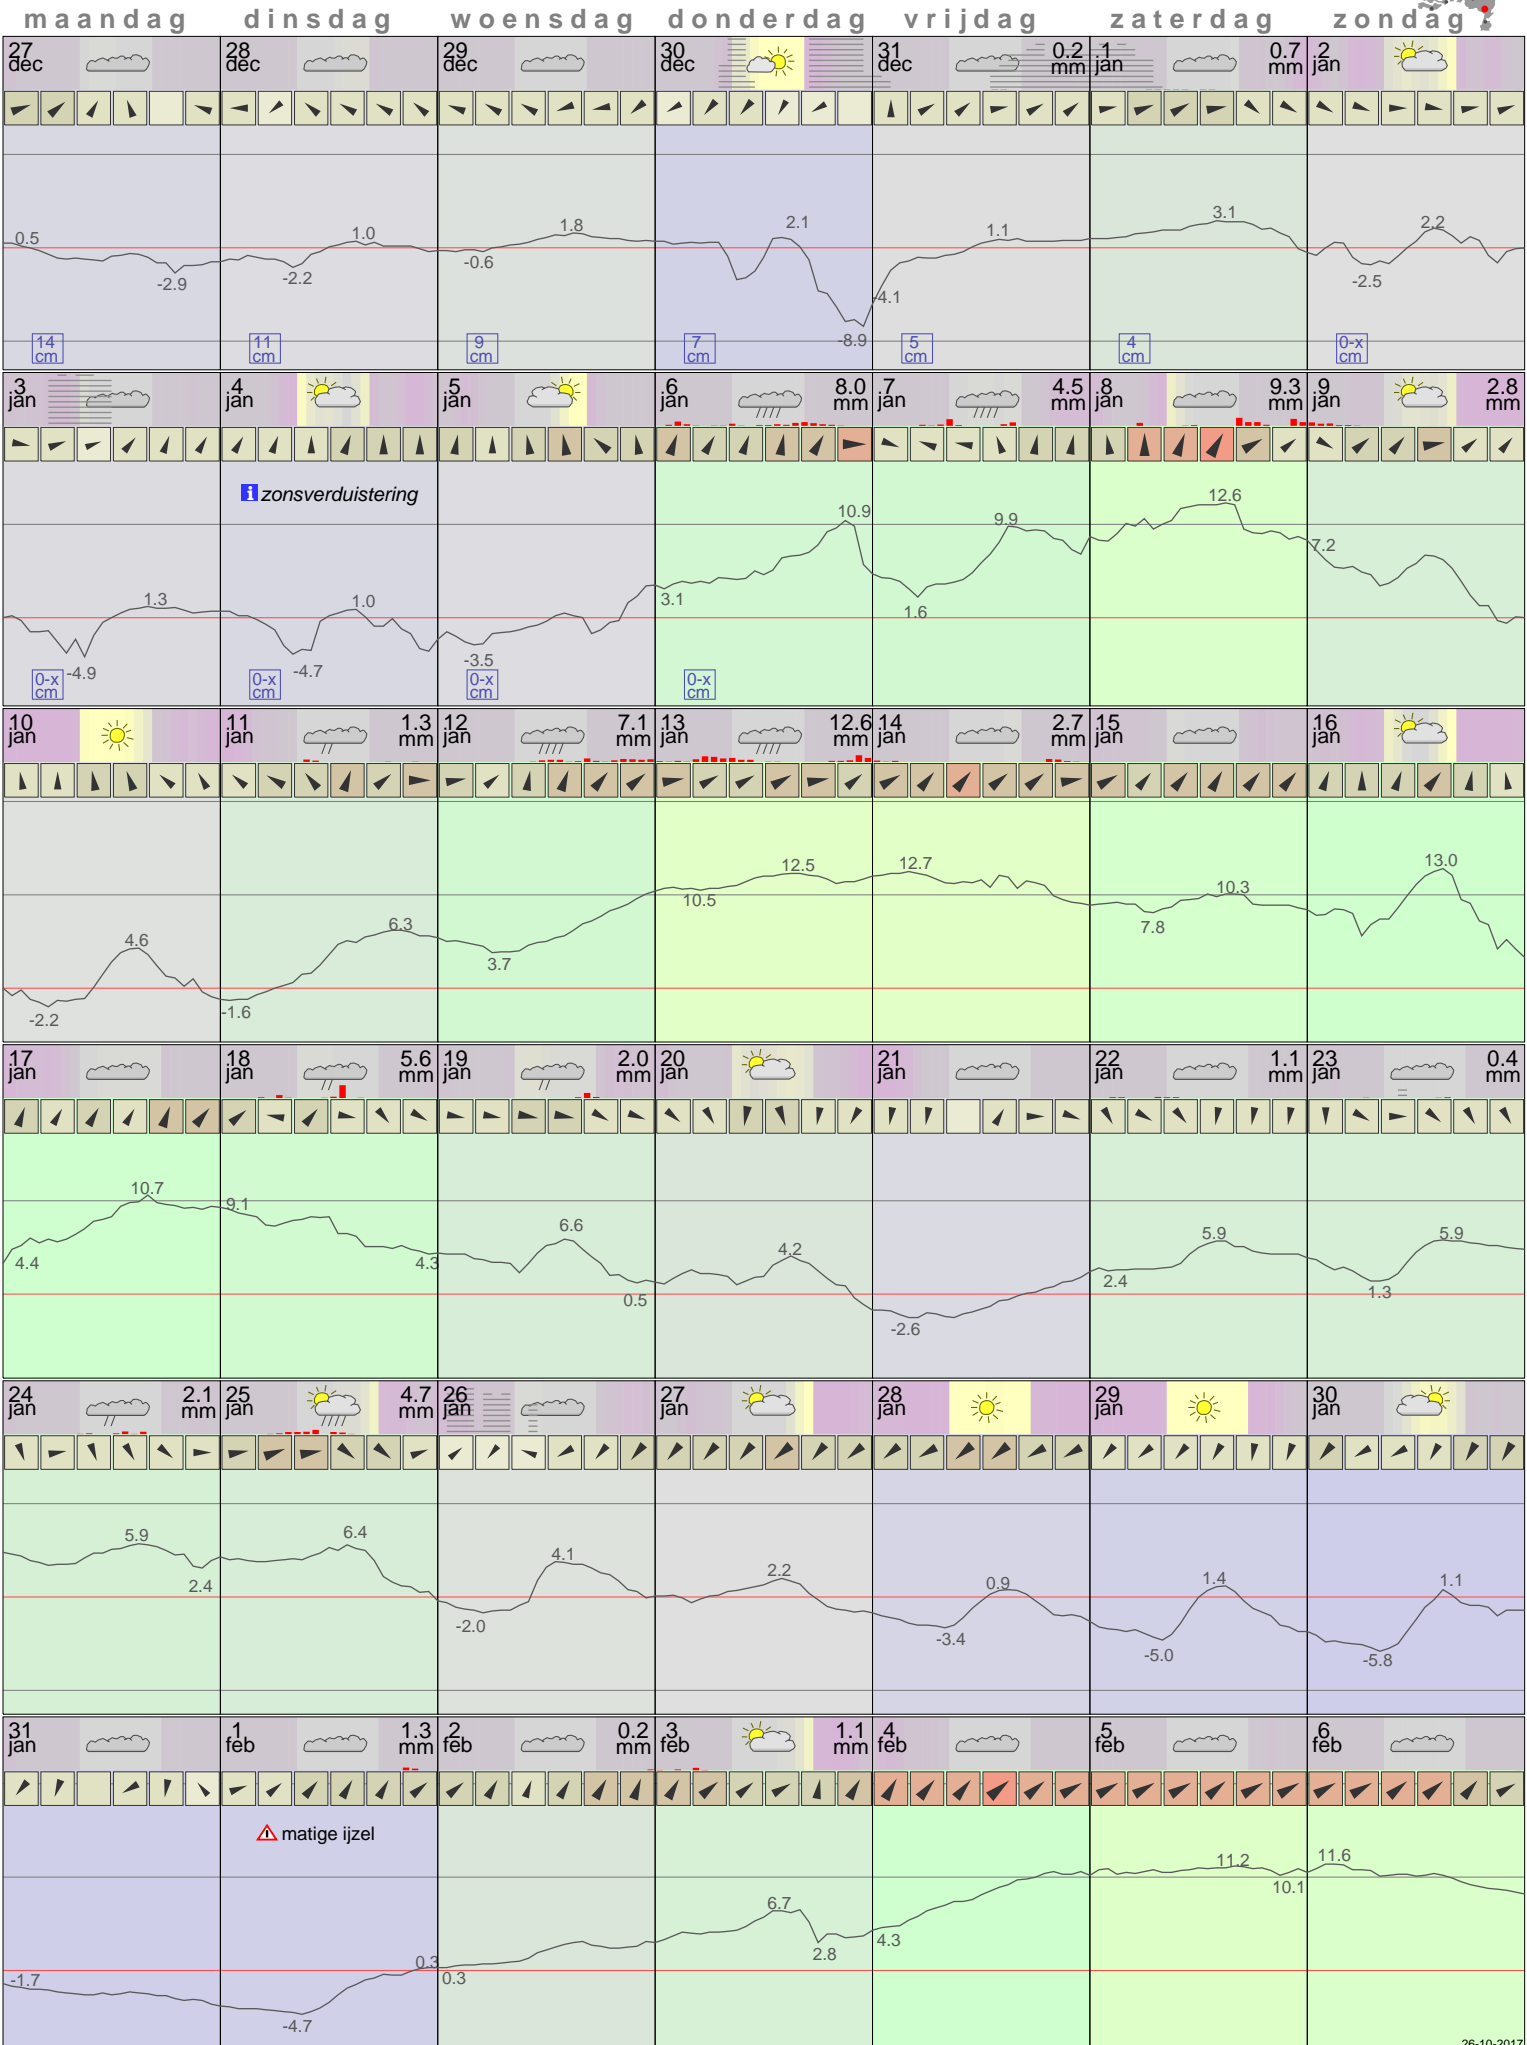 maandag dinsdag woensdag donderdag vrijdag zaterdag zondag
27 dec
28 dec
29 dec
30 dec
31 dec 0.2 mm
1 jan 0.7 mm
2 jan
0.5 -2.9
-2.2 1.0
-0.6 1.8
2.1 -8.9
-4.1 1.1
3.1
-2.5 2.2
14 cm
11 cm
9 cm
7 cm
5 cm
4 cm
0-x cm
3 jan
4 jan
5 jan
6 jan 8.0 mm
7 jan 4.5 mm
8 jan 9.3 mm
9 jan 2.8 mm
i zonsverduistering
-4.9 1.3
-4.7 1.0
-3.5
3.1 10.9
1.6 9.9
12.6
7.2
0-x cm
0-x cm
0-x cm
0-x cm
10 jan
11 jan 1.3 mm
12 jan 7.1 mm
13 jan 12.6 mm
14 jan 2.7 mm
15 jan
16 jan
-2.2 4.6
-1.6 6.3
3.7
10.5 12.5
12.7
7.8 10.3
13.0
17 jan
18 jan 5.6 mm
19 jan 2.0 mm
20 jan
21 jan
22 jan 1.1 mm
23 jan 0.4 mm
4.4 10.7
9.1 4.3
6.6 0.5
4.2
-2.6
2.4 5.9
1.3 5.9
24 jan 2.1 mm
25 jan 4.7 mm
26 jan
27 jan
28 jan
29 jan
30 jan
5.9 2.4
6.4
-2.0 4.1
2.2
-3.4 0.9
-5.0 1.4
-5.8 1.1
31 jan
1 feb 1.3 mm
2 feb 0.2 mm
3 feb 1.1 mm
4 feb
5 feb
6 feb
matige ijzel
-1.7
-4.7 0.3
0.3
6.7 2.8
4.3
11.2 10.1
11.6
26-10-2017